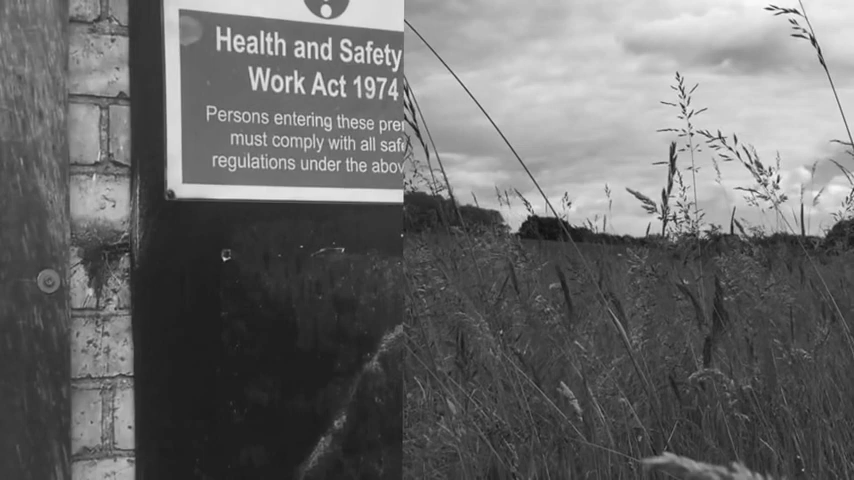 Health and Safety
Work Act 1974
Persons entering these
must comply with all
regulations under the